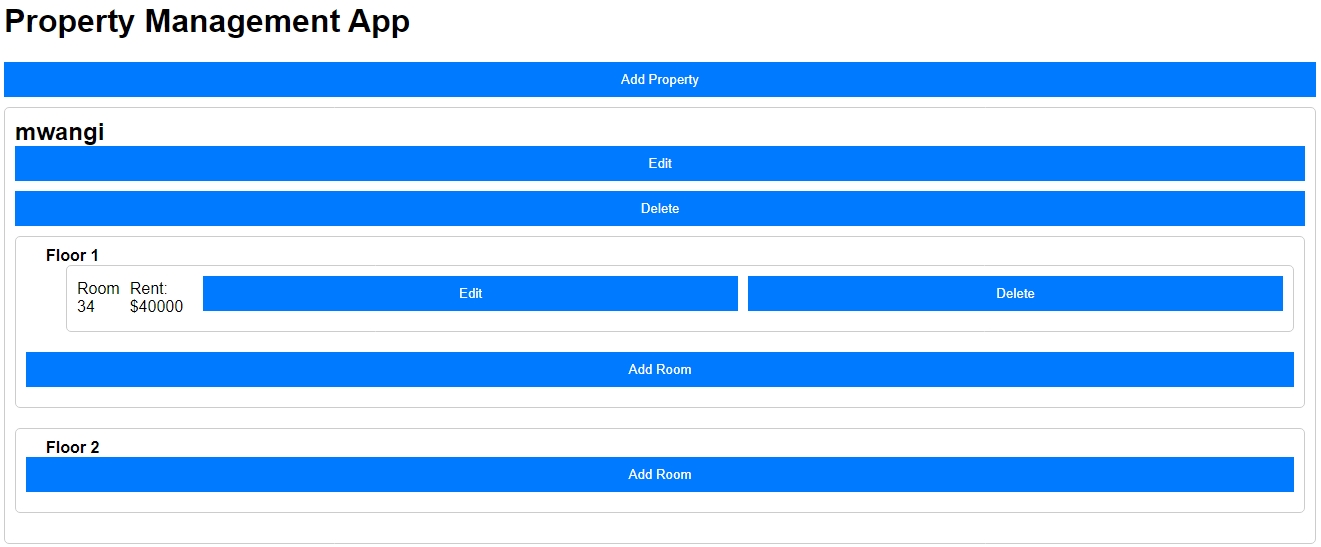 Property Management App
Add Property
mwangi
Edit
Delete
Floor 1
Room Rent:
34 $40000
Edit
Delete
Add Room
Floor 2
Add Room